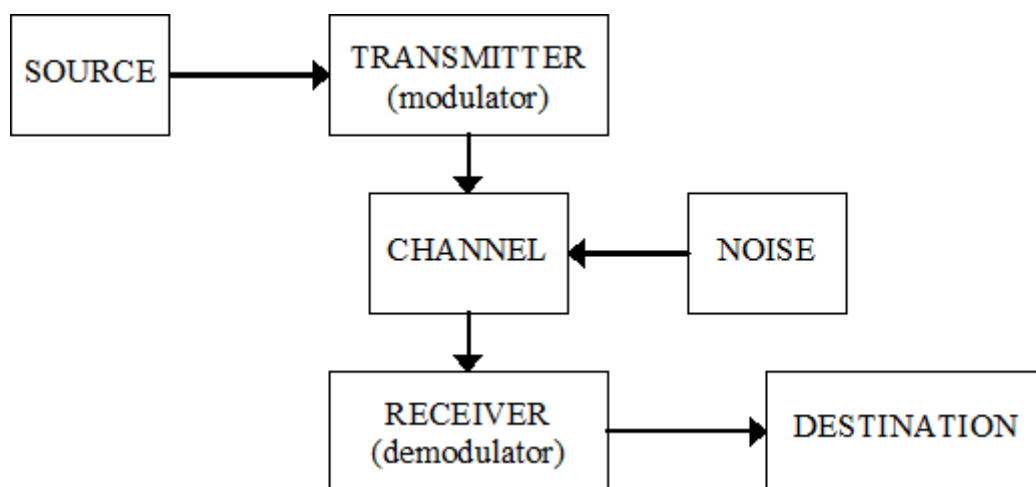 SOURCE
TRANSMITTER
(modulator)
CHANNEL
NOISE
RECEIVER
(demodulator)
DESTINATION